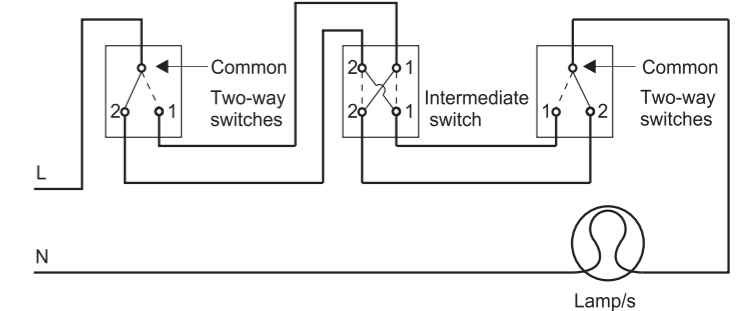 Common
Two-way
switches
2 1
2 1
2 1
Intermediate
switch
Common
Two-way
switches
1 2
L
N
Lamp/s